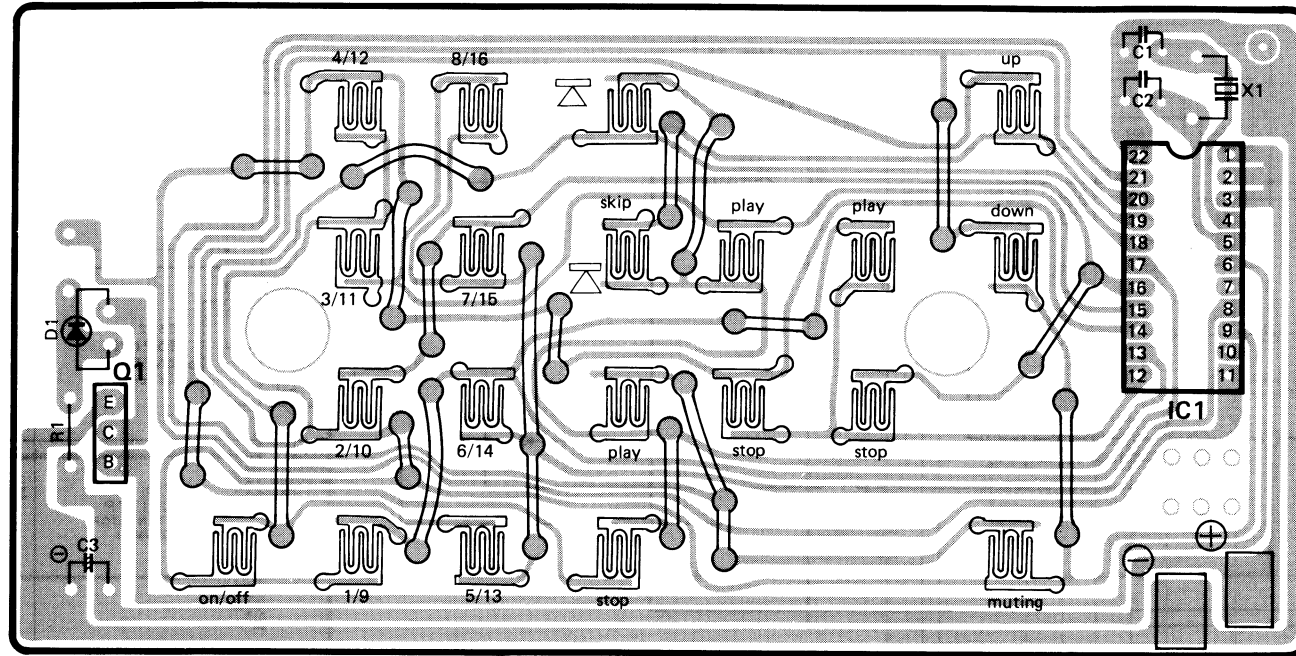 4/12
8/16
up
C1
C2
X1
22 1
21 2
20 3
19 4
18 5
17 6
16 7
15 8
14 9
13 10
12 11
IC1
skip
play
play
down
3/11
7/15
D1
Q1
E
C
B
R1
2/10
6/14
play
stop
stop
⊖
C3
+
−
on/off
1/9
5/13
stop
muting